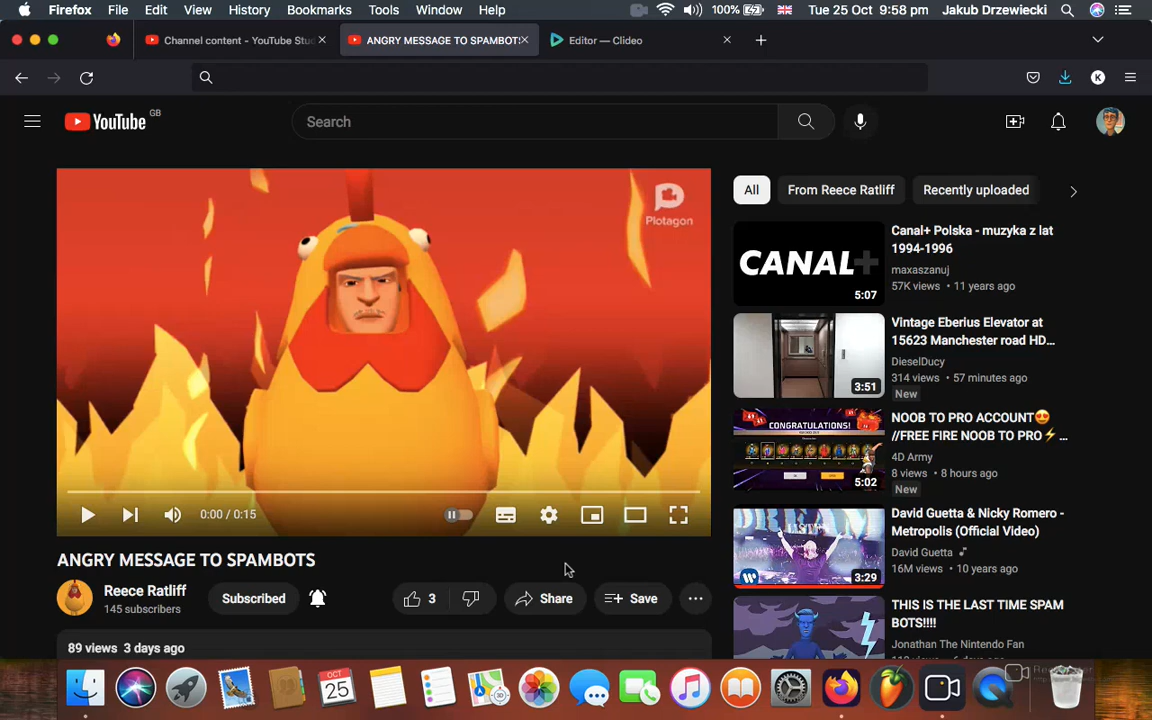 Firefox File Edit View History Bookmarks Tools Window Help 100% Tue 25 Oct 9:58 pm Jakub Drzewiecki
Channel content - YouTube Stu
ANGRY MESSAGE TO SPAMBOTS
Editor — Clideo
K
YouTube GB
Search
Plotagon
0:00 / 0:15
ANGRY MESSAGE TO SPAMBOTS
Reece Ratliff
145 subscribers
Subscribed
3
Share
Save
89 views 3 days ago
All
From Reece Ratliff
Recently uploaded
CANAL+
5:07
Canal+ Polska - muzyka z lat
1994-1996
maxaszanuj
57K views • 11 years ago
3:51
Vintage Eberius Elevator at
15623 Manchester road HD…
DieselDucy
314 views • 57 minutes ago
New
CONGRATULATIONS!
5:02
NOOB TO PRO ACCOUNT😍
//FREE FIRE NOOB TO PRO⚡ …
4D Army
8 views • 8 hours ago
New
3:29
David Guetta & Nicky Romero -
Metropolis (Official Video)
David Guetta
16M views • 10 years ago
THIS IS THE LAST TIME SPAM
BOTS!!!!
Jonathan The Nintendo Fan
OCT
25